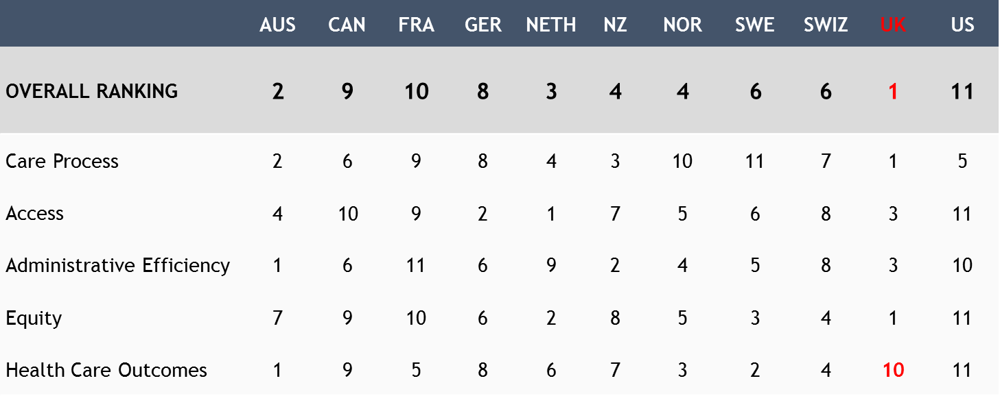 AUS CAN FRA GER NETH NZ NOR SWE SWIZ UK US
OVERALL RANKING 2 9 10 8 3 4 4 6 6 1 11
Care Process 2 6 9 8 4 3 10 11 7 1 5
Access 4 10 9 2 1 7 5 6 8 3 11
Administrative Efficiency 1 6 11 6 9 2 4 5 8 3 10
Equity 7 9 10 6 2 8 5 3 4 1 11
Health Care Outcomes 1 9 5 8 6 7 3 2 4 10 11